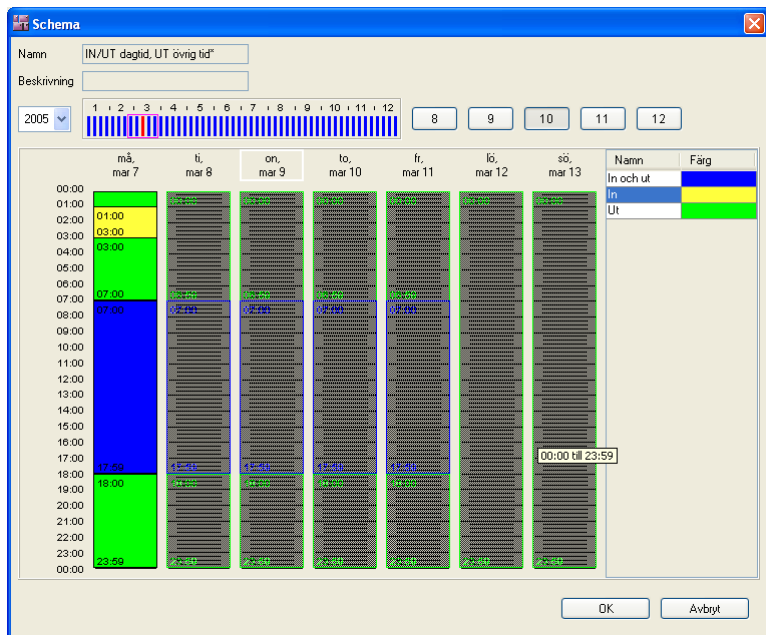 Schema
Namn IN/UT dagtid, UT övrig tid*
Beskrivning
2005 1 2 3 4 5 6 7 8 9 10 11 12 8 9 10 11 12
må, ti, on, to, fr, lö, sö, Namn Färg
mar 7 mar 8 mar 9 mar 10 mar 11 mar 12 mar 13
In och ut
In
Ut
00:00
01:00
02:00 01:00
03:00 03:00
04:00 03:00
05:00
06:00
07:00 07:00
08:00 07:00
09:00
10:00
11:00
12:00
13:00
14:00
15:00
16:00
17:00 00:00 till 23:59
18:00 17:59
19:00 18:00
20:00
21:00
22:00
23:00
00:00 23:59
OK Avbryt